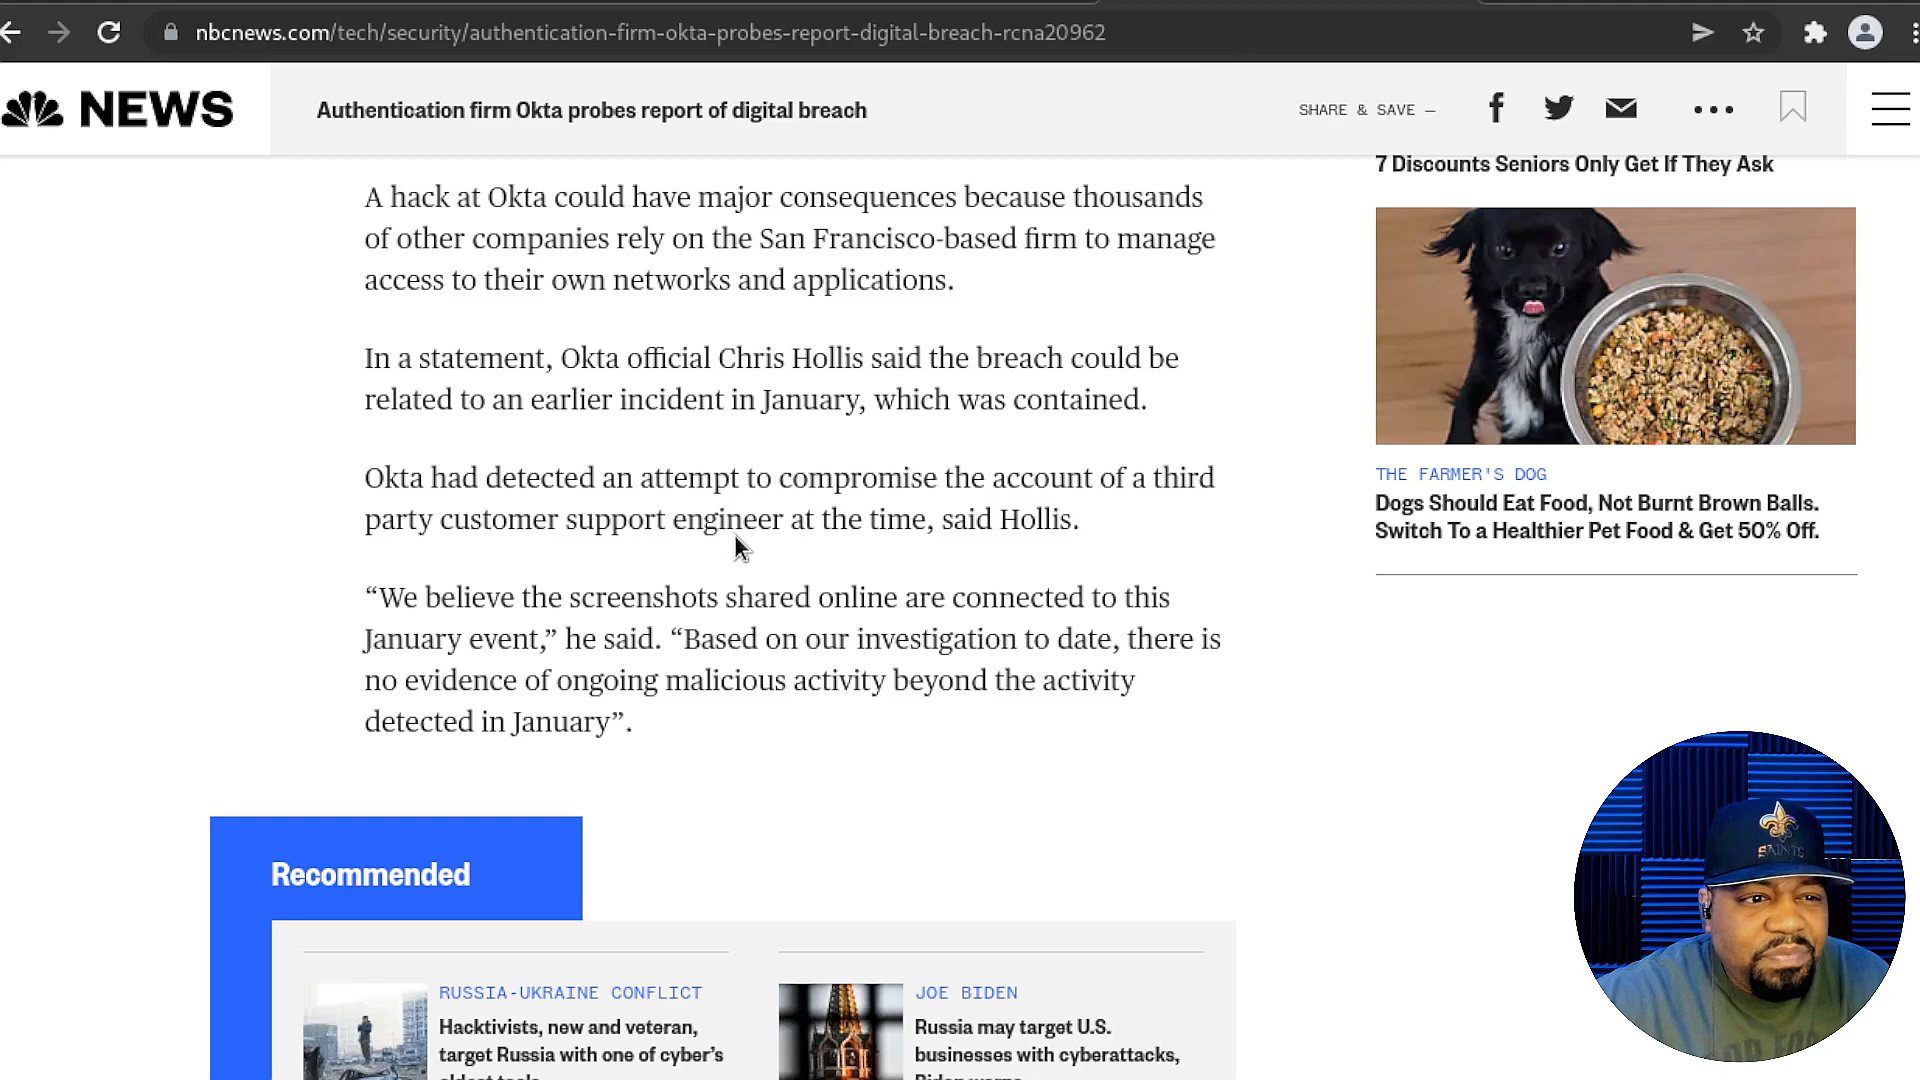 nbcnews.com/tech/security/authentication-firm-okta-probes-report-digital-breach-rcna20962
NEWS
Authentication firm Okta probes report of digital breach
SHARE & SAVE —
A hack at Okta could have major consequences because thousands
of other companies rely on the San Francisco-based firm to manage
access to their own networks and applications.
In a statement, Okta official Chris Hollis said the breach could be
related to an earlier incident in January, which was contained.
Okta had detected an attempt to compromise the account of a third
party customer support engineer at the time, said Hollis.
“We believe the screenshots shared online are connected to this
January event,” he said. “Based on our investigation to date, there is
no evidence of ongoing malicious activity beyond the activity
detected in January”.
7 Discounts Seniors Only Get If They Ask
THE FARMER'S DOG
Dogs Should Eat Food, Not Burnt Brown Balls.
Switch To a Healthier Pet Food & Get 50% Off.
Recommended
RUSSIA-UKRAINE CONFLICT
Hacktivists, new and veteran,
target Russia with one of cyber’s
JOE BIDEN
Russia may target U.S.
businesses with cyberattacks,
SAINTS